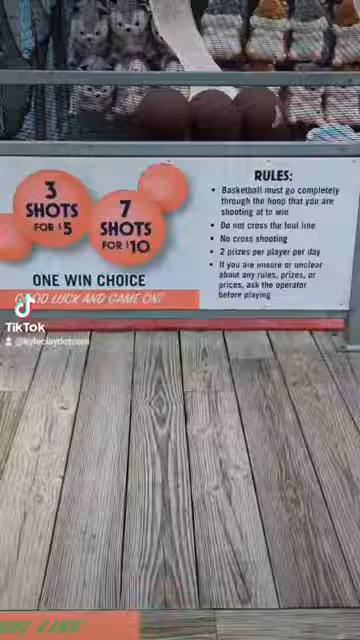 3
SHOTS
FOR $5
7
SHOTS
FOR $10
ONE WIN CHOICE
GOOD LUCK AND GAME ON!
RULES:
• Basketball must go completely
through the hoop that you are
shooting at to win
• Do not cross the foul line
• No cross shooting
• 2 prizes per player per day
• If you are unsure or unclear
about any rules, prizes, or
prices, ask the operator
before playing
TikTok
@kyleclaydotcom
LINE